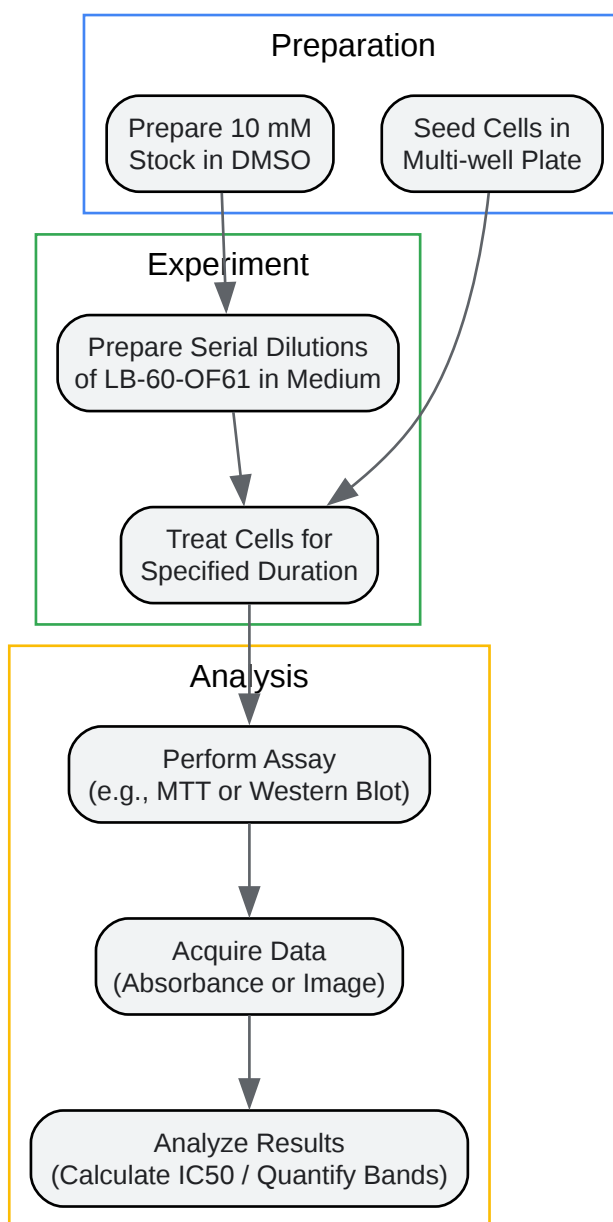 Preparation
Prepare 10 mM
Stock in DMSO
Seed Cells in
Multi-well Plate
Experiment
Prepare Serial Dilutions
of LB-60-OF61 in Medium
Treat Cells for
Specified Duration
Analysis
Perform Assay
(e.g., MTT or Western Blot)
Acquire Data
(Absorbance or Image)
Analyze Results
(Calculate IC50 / Quantify Bands)